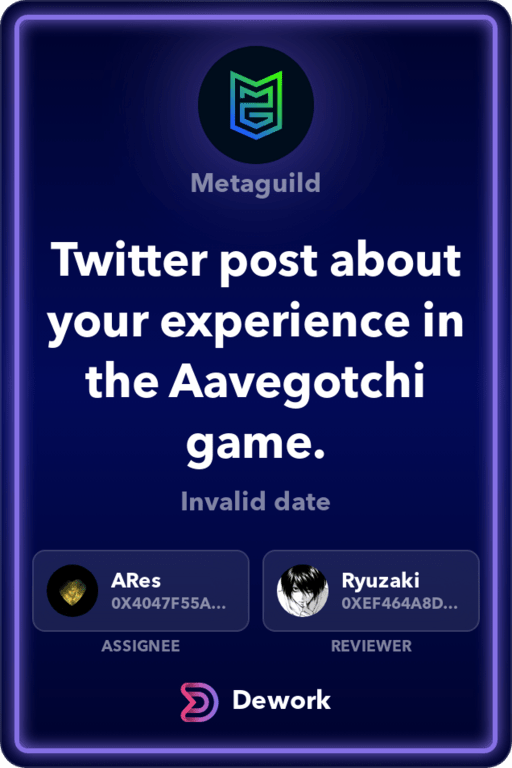 Metaguild
Twitter post about
your experience in
the Aavegotchi
game.
Invalid date
ARes
0X4047F55A...
Ryuzaki
0XEF464A8D...
ASSIGNEE
REVIEWER
Dework